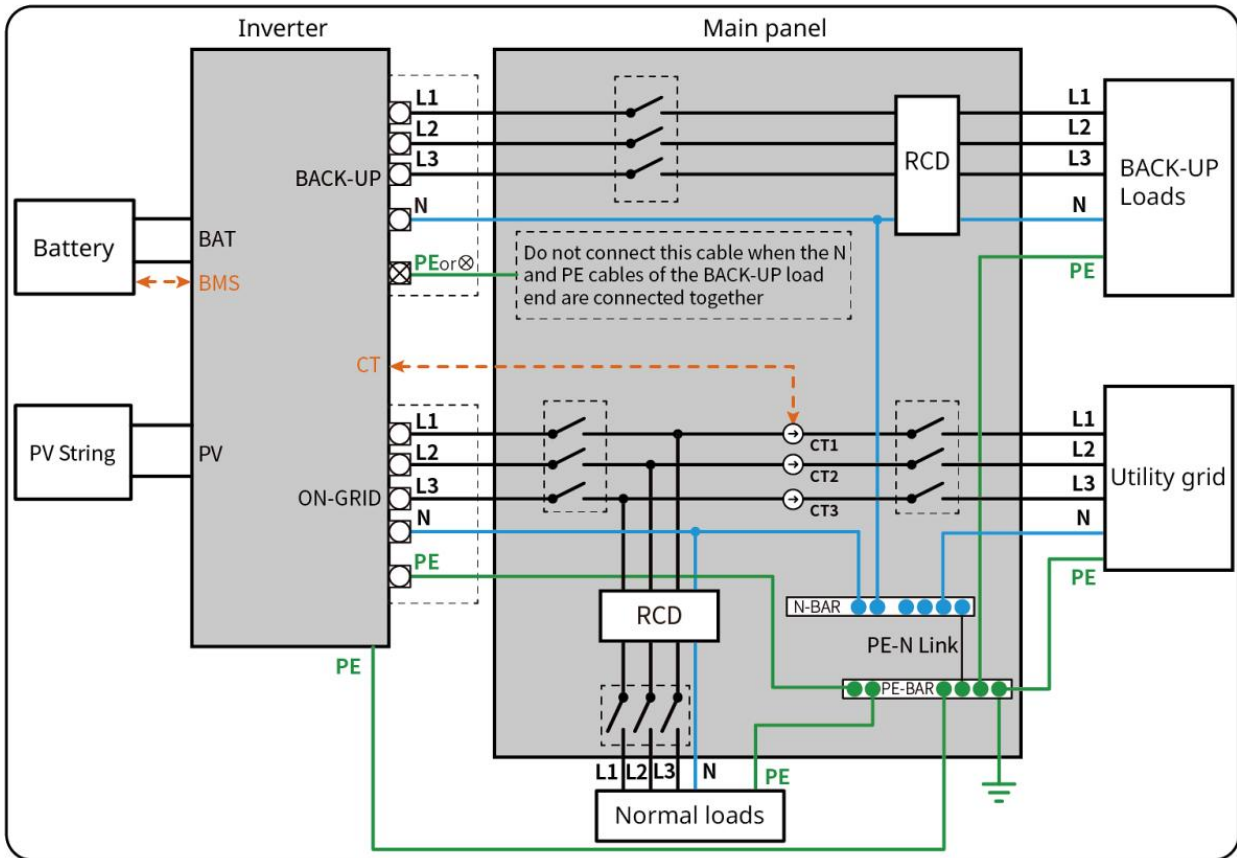 Inverter
Main panel
L1
L2
L3
BACK-UP
N
PEor⊗
RCD
L1
L2
L3
N
PE
BACK-UP
Loads
Battery
BAT
BMS
Do not connect this cable when the N
and PE cables of the BACK-UP load
end are connected together
CT
PV String
PV
L1
L2
L3
ON-GRID
N
PE
CT1
CT2
CT3
L1
L2
L3
N
PE
Utility grid
RCD
N-BAR
PE-N Link
PE-BAR
PE
L1 L2 L3 N PE
Normal loads